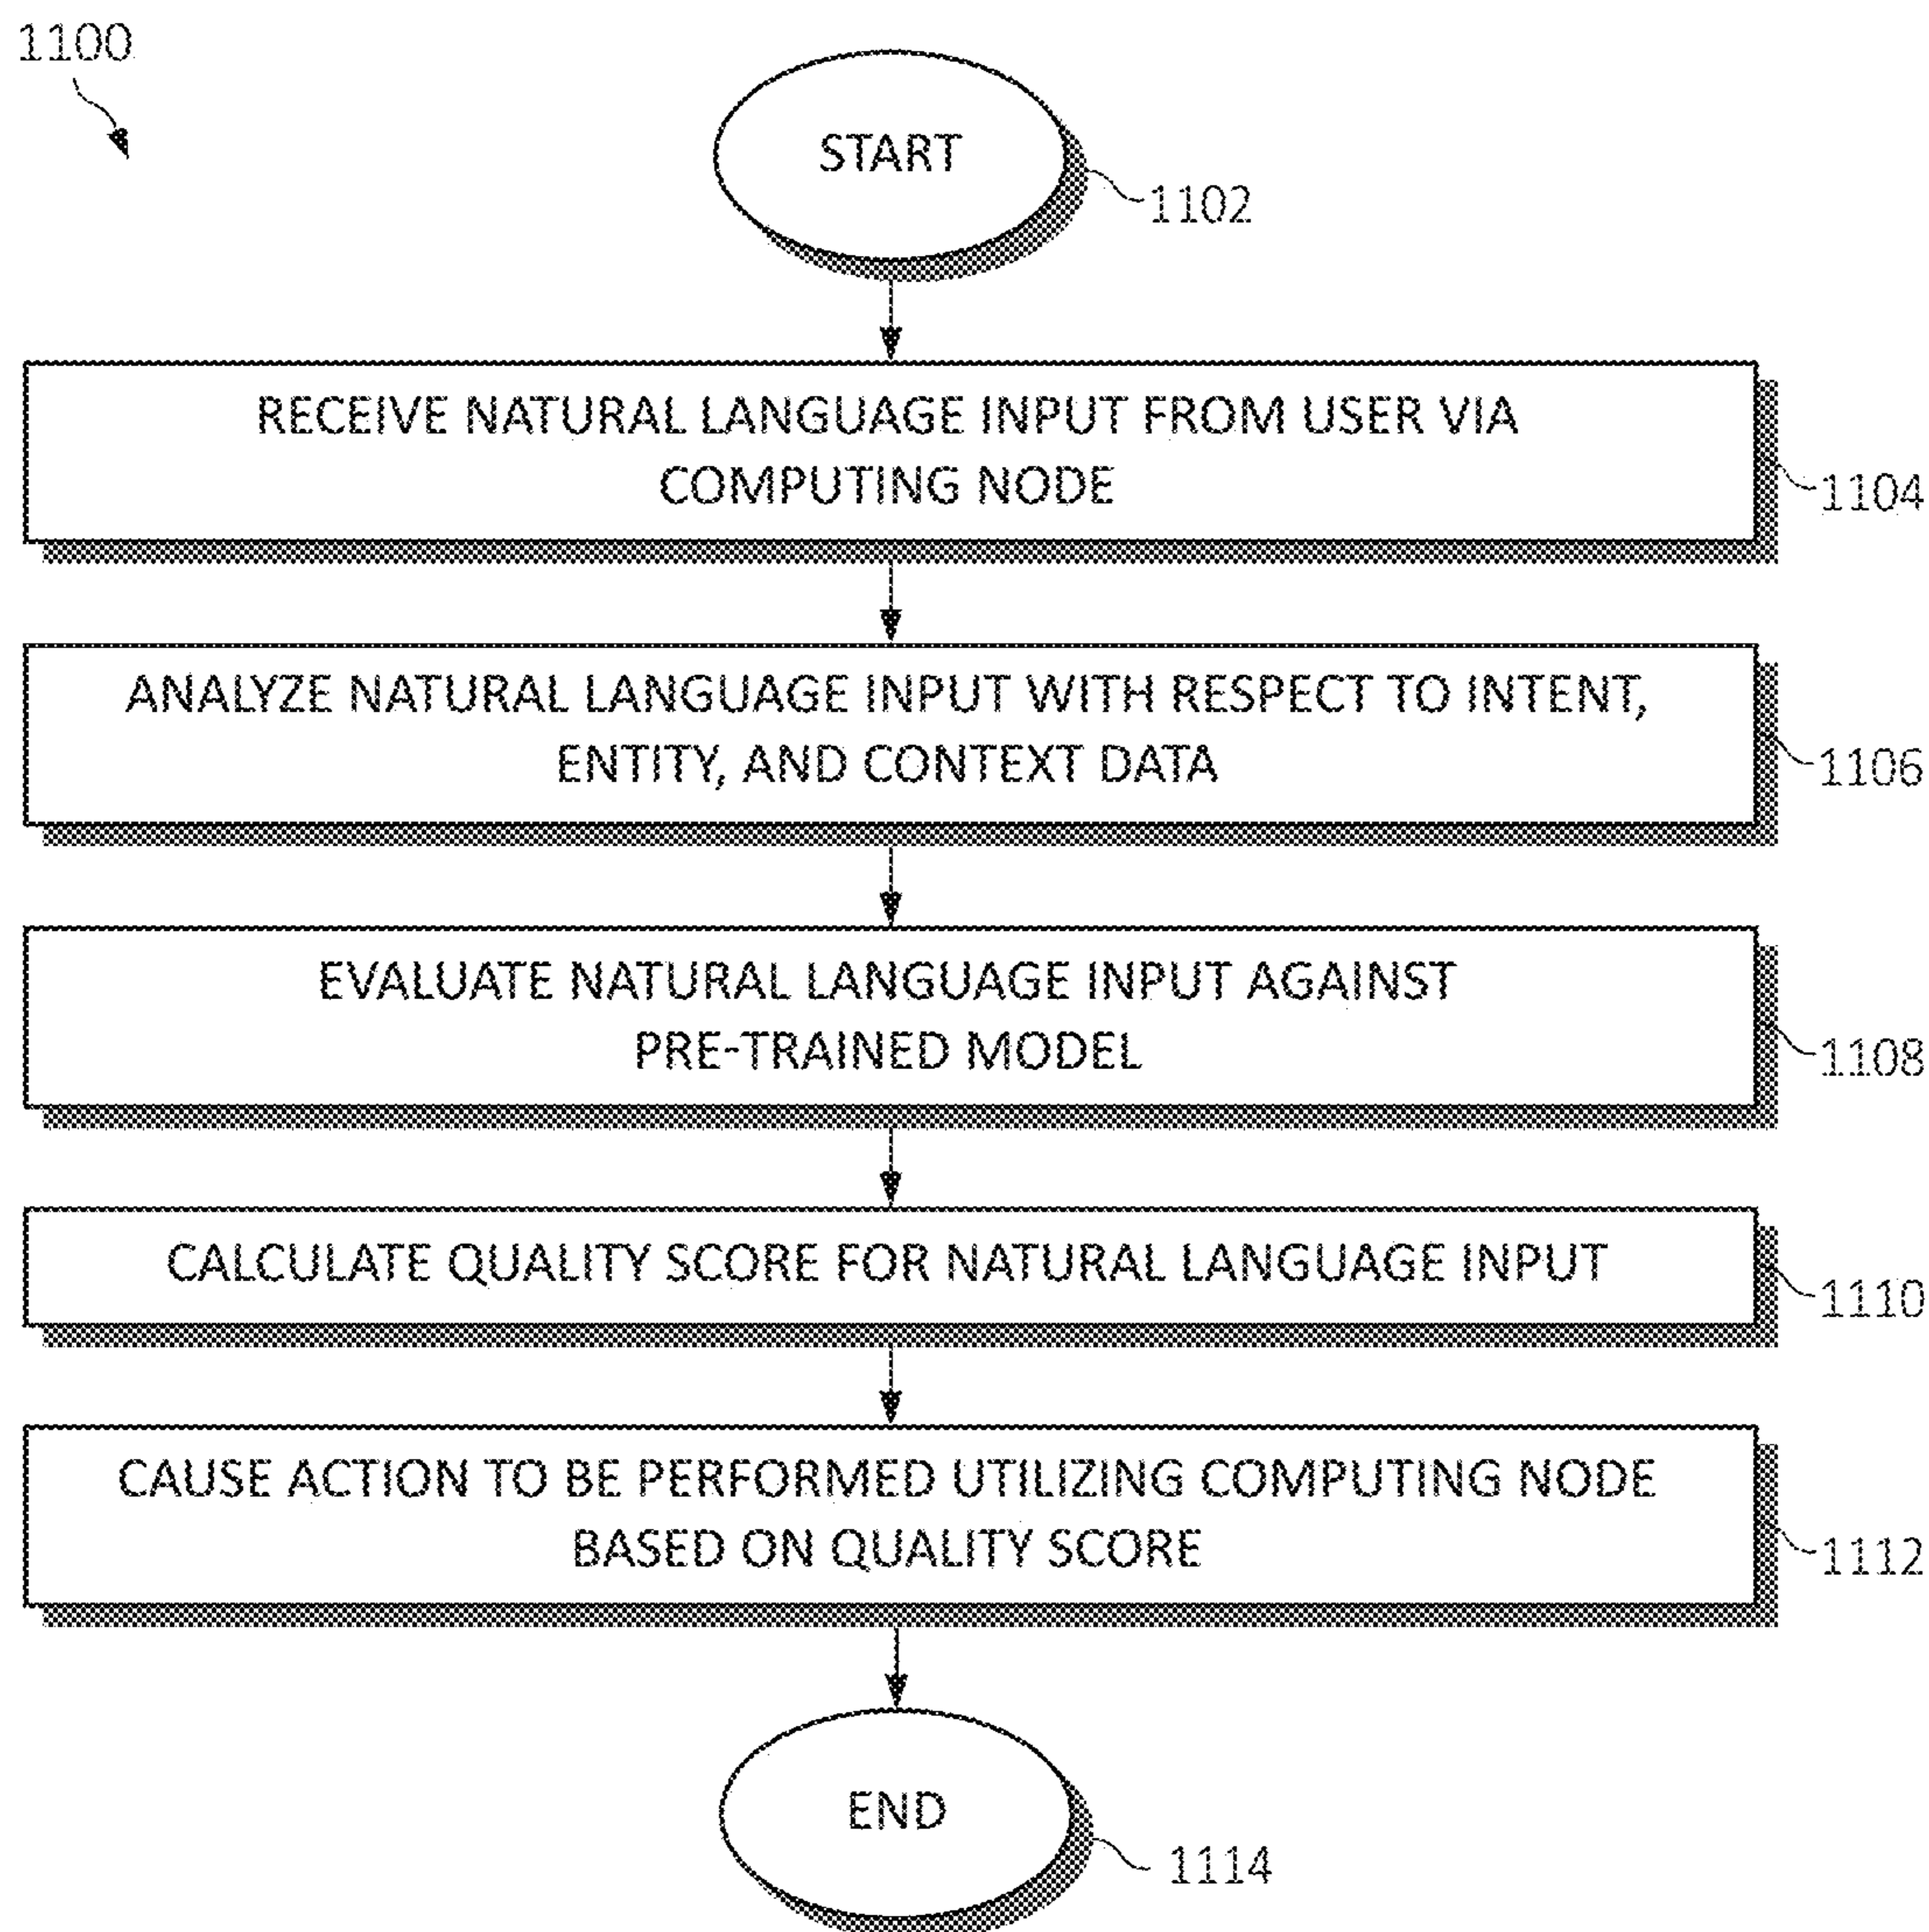 1100
START
1102
RECEIVE NATURAL LANGUAGE INPUT FROM USER VIA
COMPUTING NODE
1104
ANALYZE NATURAL LANGUAGE INPUT WITH RESPECT TO INTENT,
ENTITY, AND CONTEXT DATA
1106
EVALUATE NATURAL LANGUAGE INPUT AGAINST
PRE-TRAINED MODEL
1108
CALCULATE QUALITY SCORE FOR NATURAL LANGUAGE INPUT
1110
CAUSE ACTION TO BE PERFORMED UTILIZING COMPUTING NODE
BASED ON QUALITY SCORE
1112
END
1114